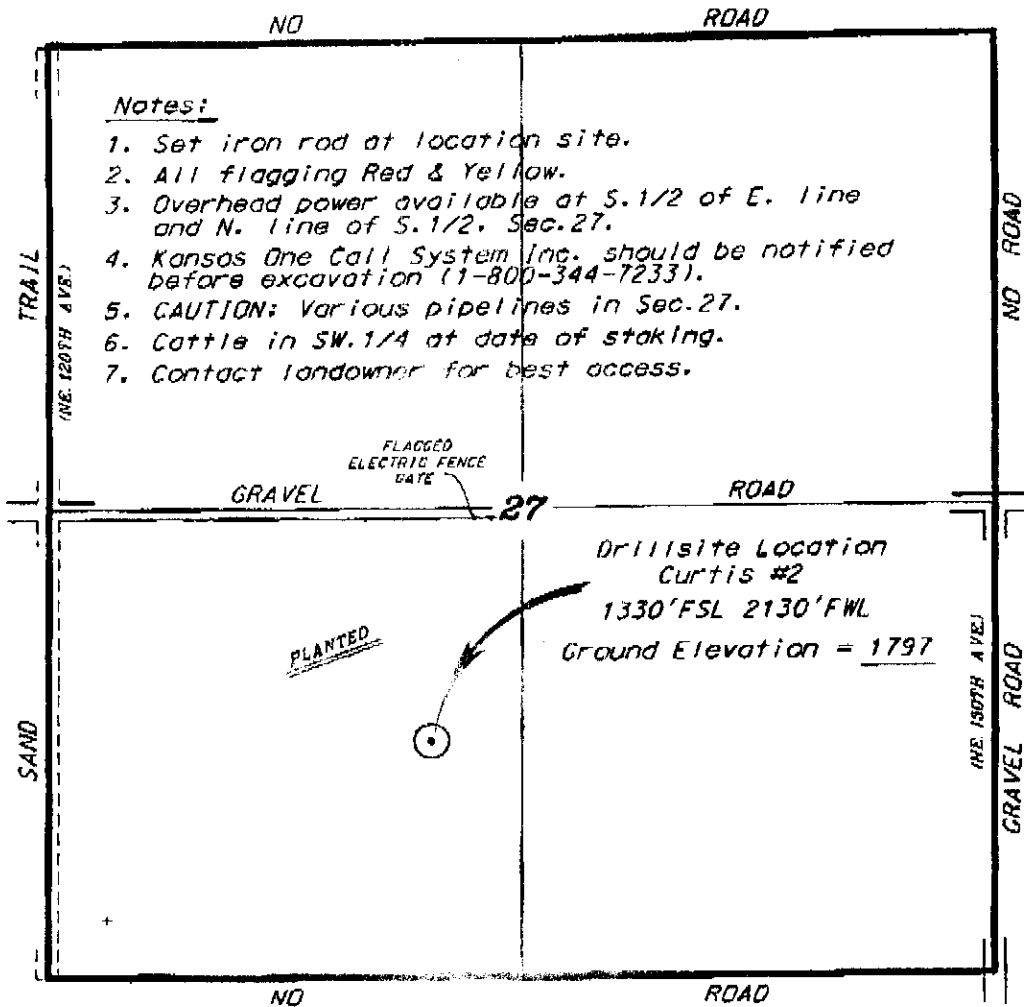 NO ROAD
Notes:
1. Set iron rod at location site.
2. All flagging Red & Yellow.
3. Overhead power available at S.1/2 of E. line
and N. line of S.1/2. Sec.27.
4. Kansas One Call System Inc. should be notified
before excavation (1-800-344-7233).
5. CAUTION: Various pipelines in Sec.27.
6. Cattle in SW.1/4 at date of staking.
7. Contact landowner for best access.
TRAIL
(NE. 120TH AVE.)
NO ROAD
FLAGGED
ELECTRIC FENCE
GATE
GRAVEL ROAD
27
Drillsite Location
Curtis #2
1330'FSL 2130'FWL
Ground Elevation = 1797
PLANTED
SAND
(NE. 130TH AVE.)
GRAVEL ROAD
NO ROAD